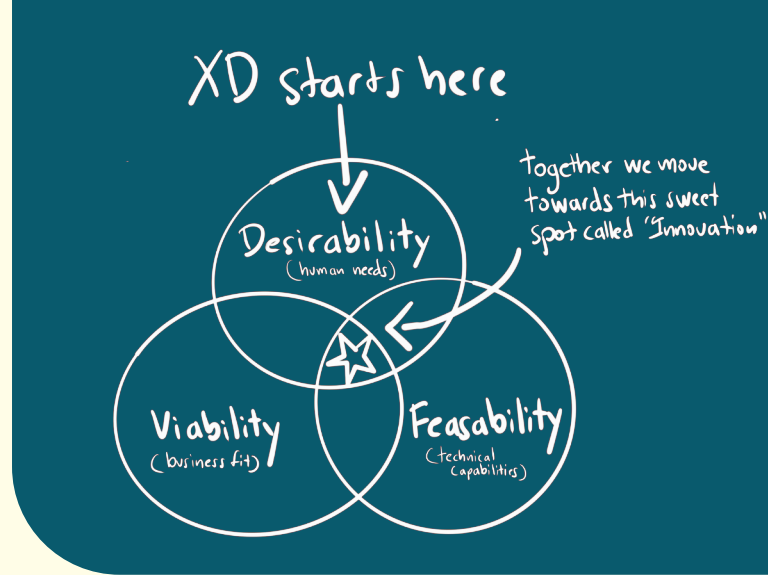 XD starts here
together we move
towards this sweet
spot called "Innovation"
Desirability
(human needs)
Viability
(business fit)
Feasability
(technical
capabilities)